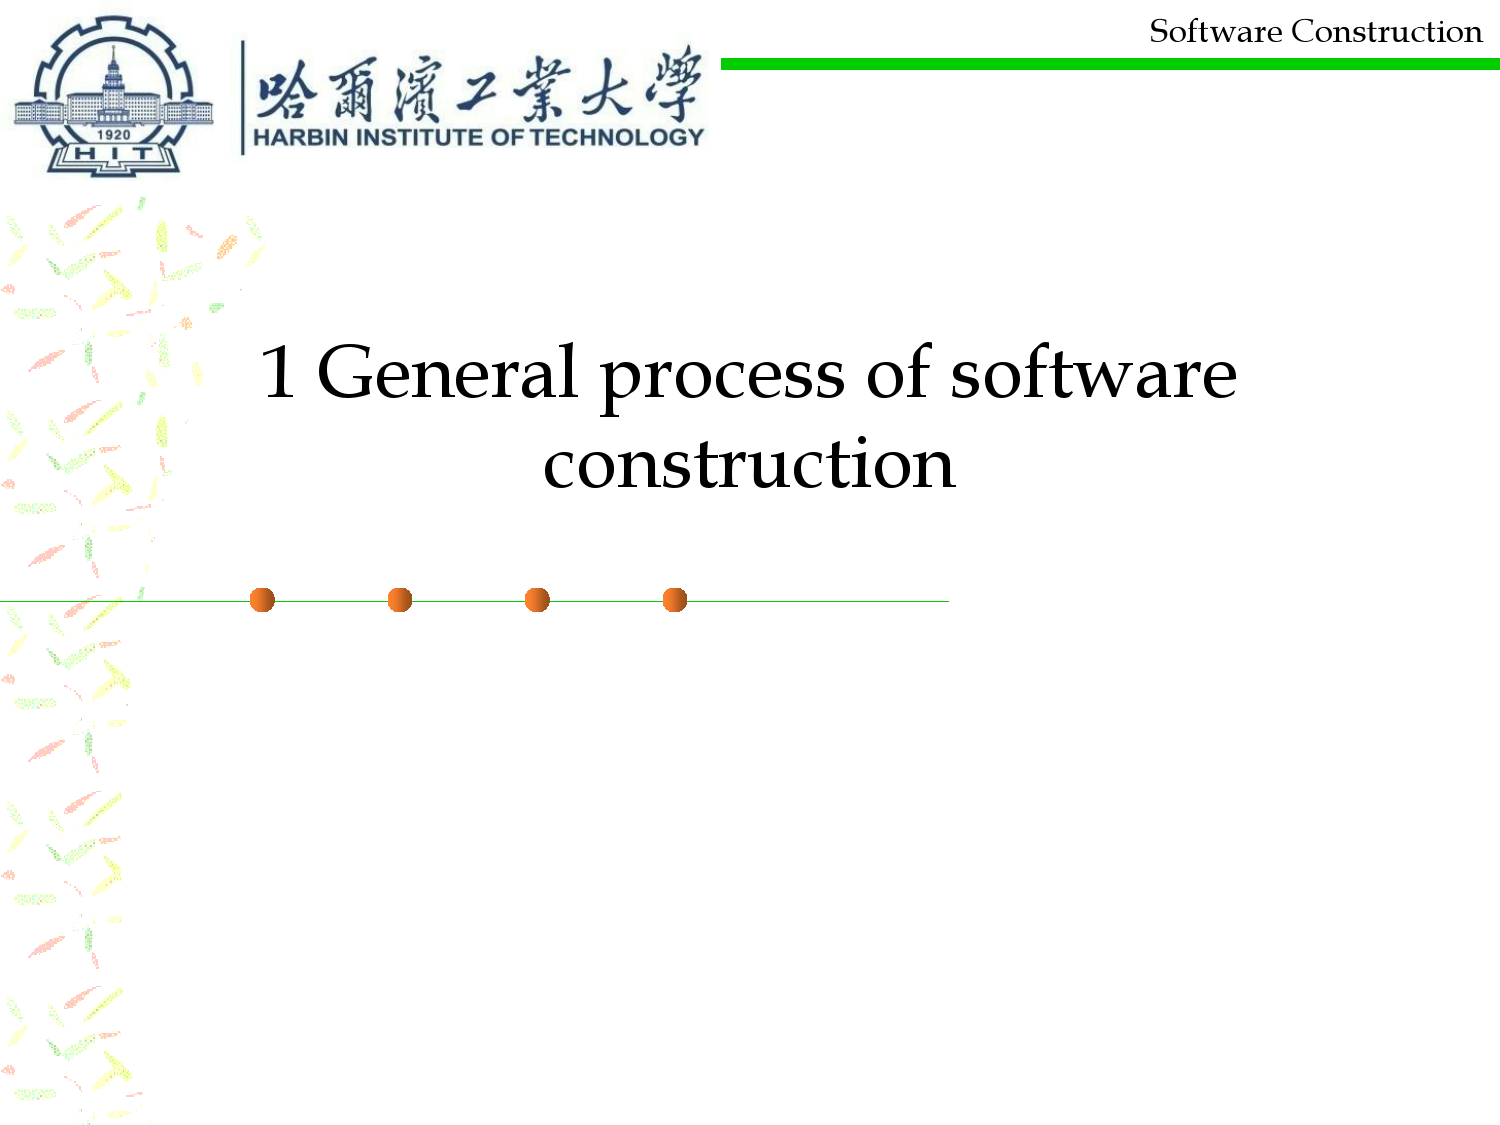 Software Construction
哈爾濱工業大學
HARBIN INSTITUTE OF TECHNOLOGY
1920
HIT
1 General process of software
construction